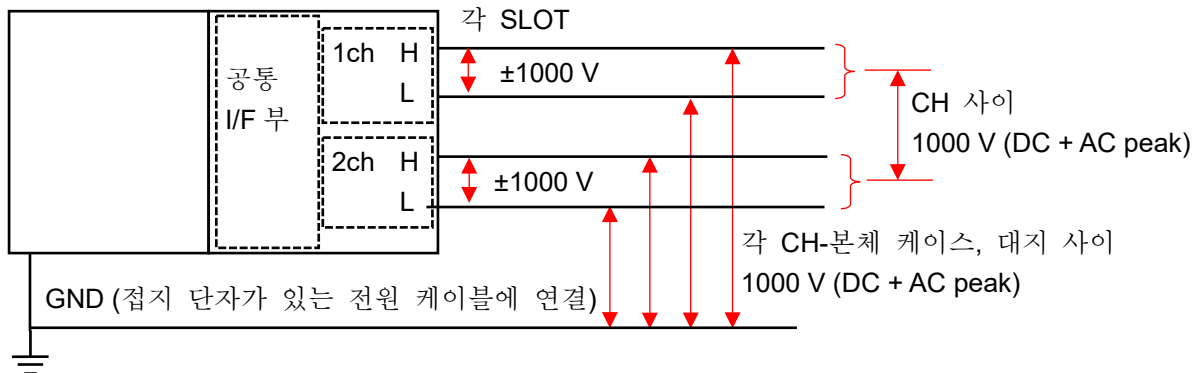 각 SLOT
공통
I/F 부
1ch H
L
±1000 V
2ch H
L
±1000 V
CH 사이
1000 V (DC + AC peak)
각 CH-본체 케이스, 대지 사이
1000 V (DC + AC peak)
GND (접지 단자가 있는 전원 케이블에 연결)